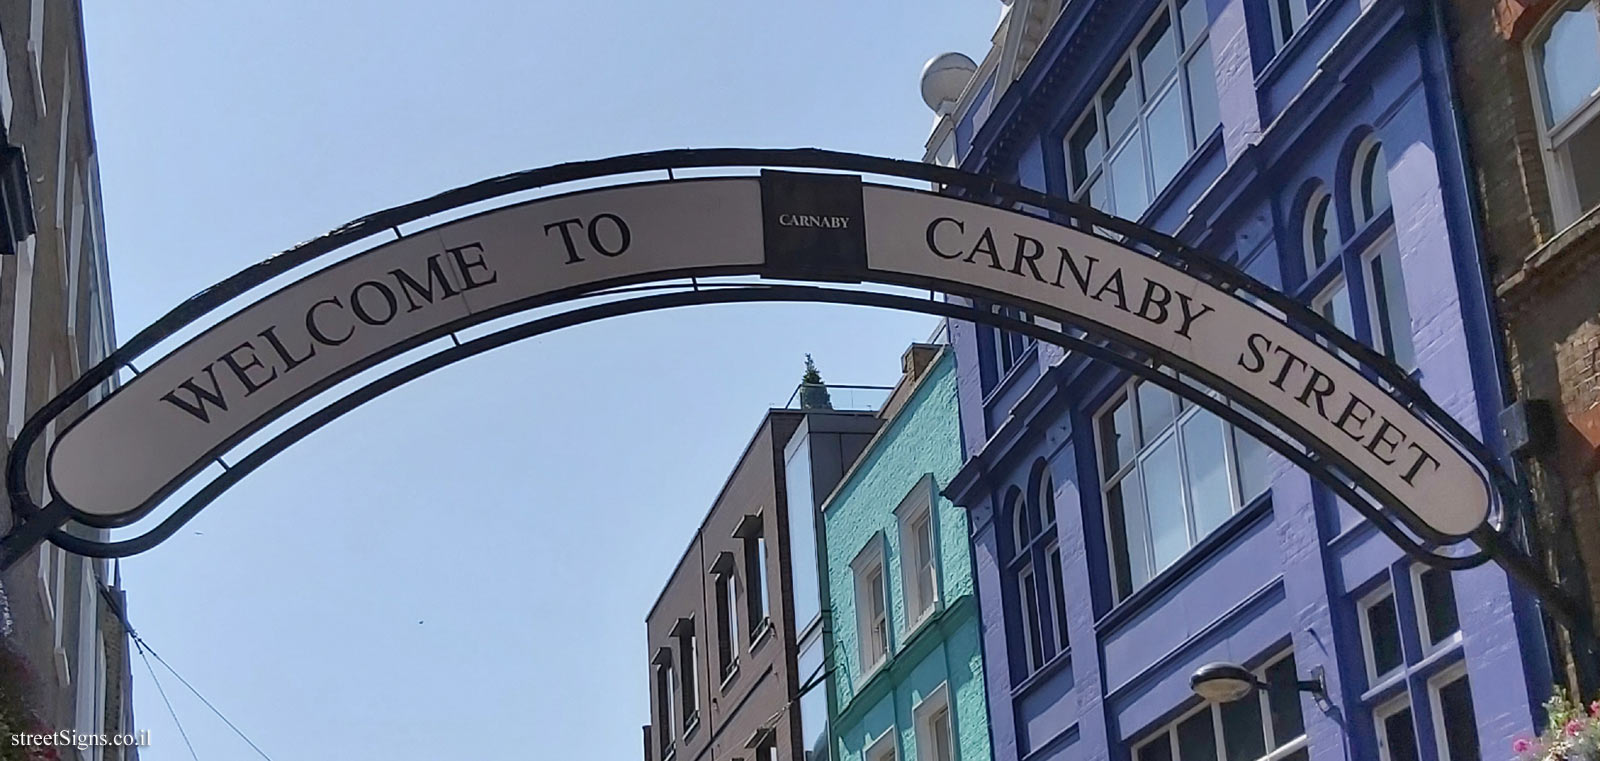 WELCOME TO CARNABY CARNABY STREET
streetSigns.co.il